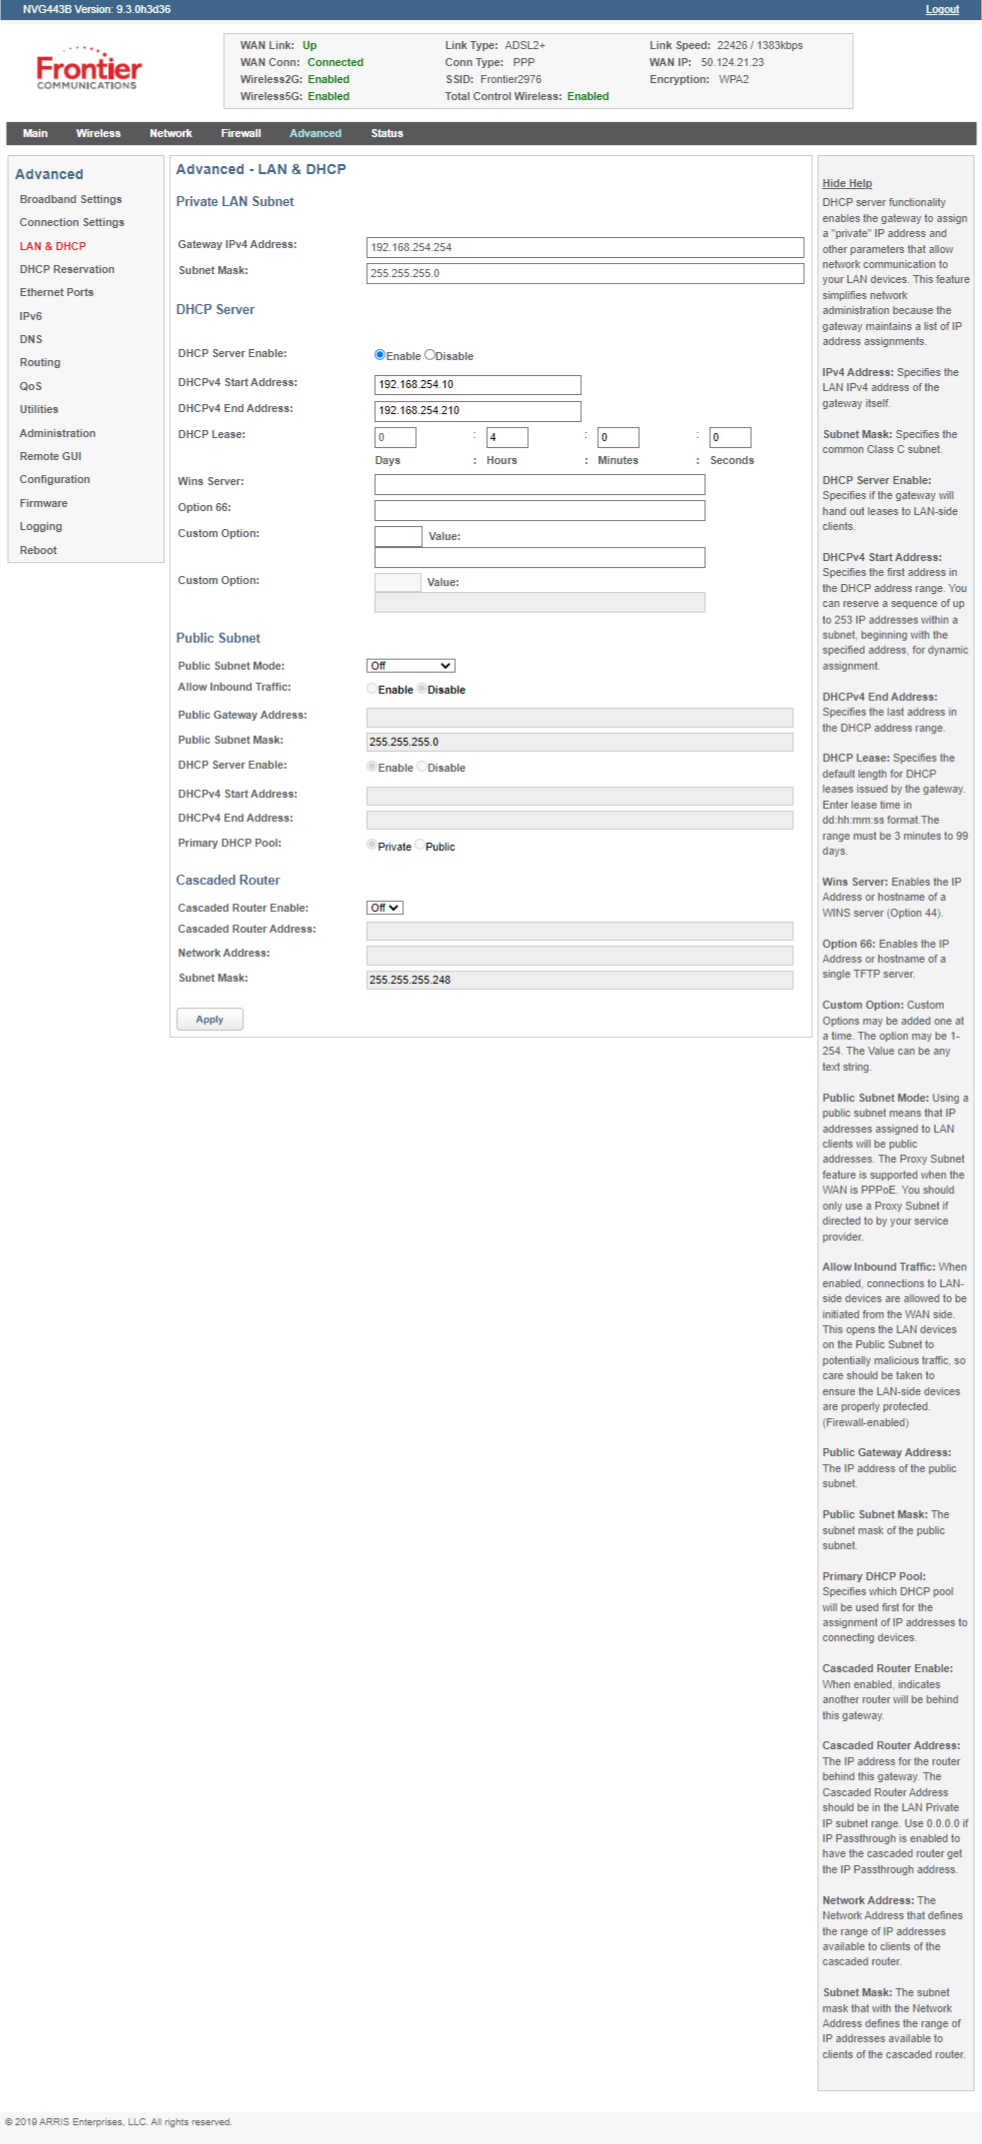 NVG443B Version: 9.3.0h3d36 Logout
Frontier
COMMUNICATIONS
WAN Link: Up Link Type: ADSL2+ Link Speed: 22426 / 1383kbps
WAN Conn: Connected Conn Type: PPP WAN IP: 50.124.21.23
Wireless2G: Enabled SSID: Frontier2976 Encryption: WPA2
Wireless5G: Enabled Total Control Wireless: Enabled
Main Wireless Network Firewall Advanced Status
Advanced
Broadband Settings
Connection Settings
LAN & DHCP
DHCP Reservation
Ethernet Ports
IPv6
DNS
Routing
QoS
Utilities
Administration
Remote GUI
Configuration
Firmware
Logging
Reboot
Advanced - LAN & DHCP
Private LAN Subnet
Gateway IPv4 Address: 192.168.254.254
Subnet Mask: 255.255.255.0
DHCP Server
DHCP Server Enable: Enable Disable
DHCPv4 Start Address: 192.168.254.10
DHCPv4 End Address: 192.168.254.210
DHCP Lease: 0 : 4 : 0 : 0
Days : Hours : Minutes : Seconds
Wins Server:
Option 66:
Custom Option: Value:
Custom Option: Value:
Public Subnet
Public Subnet Mode: Off
Allow Inbound Traffic: Enable Disable
Public Gateway Address:
Public Subnet Mask: 255.255.255.0
DHCP Server Enable: Enable Disable
DHCPv4 Start Address:
DHCPv4 End Address:
Primary DHCP Pool: Private Public
Cascaded Router
Cascaded Router Enable: Off
Cascaded Router Address:
Network Address:
Subnet Mask: 255.255.255.248
Apply
Hide Help
DHCP server functionality
enables the gateway to assign
a "private" IP address and
other parameters that allow
network communication to
your LAN devices. This feature
simplifies network
administration because the
gateway maintains a list of IP
address assignments.
IPv4 Address: Specifies the
LAN IPv4 address of the
gateway itself.
Subnet Mask: Specifies the
common Class C subnet.
DHCP Server Enable:
Specifies if the gateway will
hand out leases to LAN-side
clients.
DHCPv4 Start Address:
Specifies the first address in
the DHCP address range. You
can reserve a sequence of up
to 253 IP addresses within a
subnet, beginning with the
specified address, for dynamic
assignment.
DHCPv4 End Address:
Specifies the last address in
the DHCP address range.
DHCP Lease: Specifies the
default length for DHCP
leases issued by the gateway.
Enter lease time in
dd:hh:mm:ss format.The
range must be 3 minutes to 99
days.
Wins Server: Enables the IP
Address or hostname of a
WINS server (Option 44).
Option 66: Enables the IP
Address or hostname of a
single TFTP server.
Custom Option: Custom
Options may be added one at
a time. The option may be 1-
254. The Value can be any
text string.
Public Subnet Mode: Using a
public subnet means that IP
addresses assigned to LAN
clients will be public
addresses. The Proxy Subnet
feature is supported when the
WAN is PPPoE. You should
only use a Proxy Subnet if
directed to by your service
provider.
Allow Inbound Traffic: When
enabled, connections to LAN-
side devices are allowed to be
initiated from the WAN side.
This opens the LAN devices
on the Public Subnet to
potentially malicious traffic, so
care should be taken to
ensure the LAN-side devices
are properly protected.
(Firewall-enabled)
Public Gateway Address:
The IP address of the public
subnet.
Public Subnet Mask: The
subnet mask of the public
subnet.
Primary DHCP Pool:
Specifies which DHCP pool
will be used first for the
assignment of IP addresses to
connecting devices.
Cascaded Router Enable:
When enabled, indicates
another router will be behind
this gateway.
Cascaded Router Address:
The IP address for the router
behind this gateway. The
Cascaded Router Address
should be in the LAN Private
IP subnet range. Use 0.0.0.0 if
IP Passthrough is enabled to
have the cascaded router get
the IP Passthrough address.
Network Address: The
Network Address that defines
the range of IP addresses
available to clients of the
cascaded router.
Subnet Mask: The subnet
mask that with the Network
Address defines the range of
IP addresses available to
clients of the cascaded router.
© 2019 ARRIS Enterprises, LLC. All rights reserved.